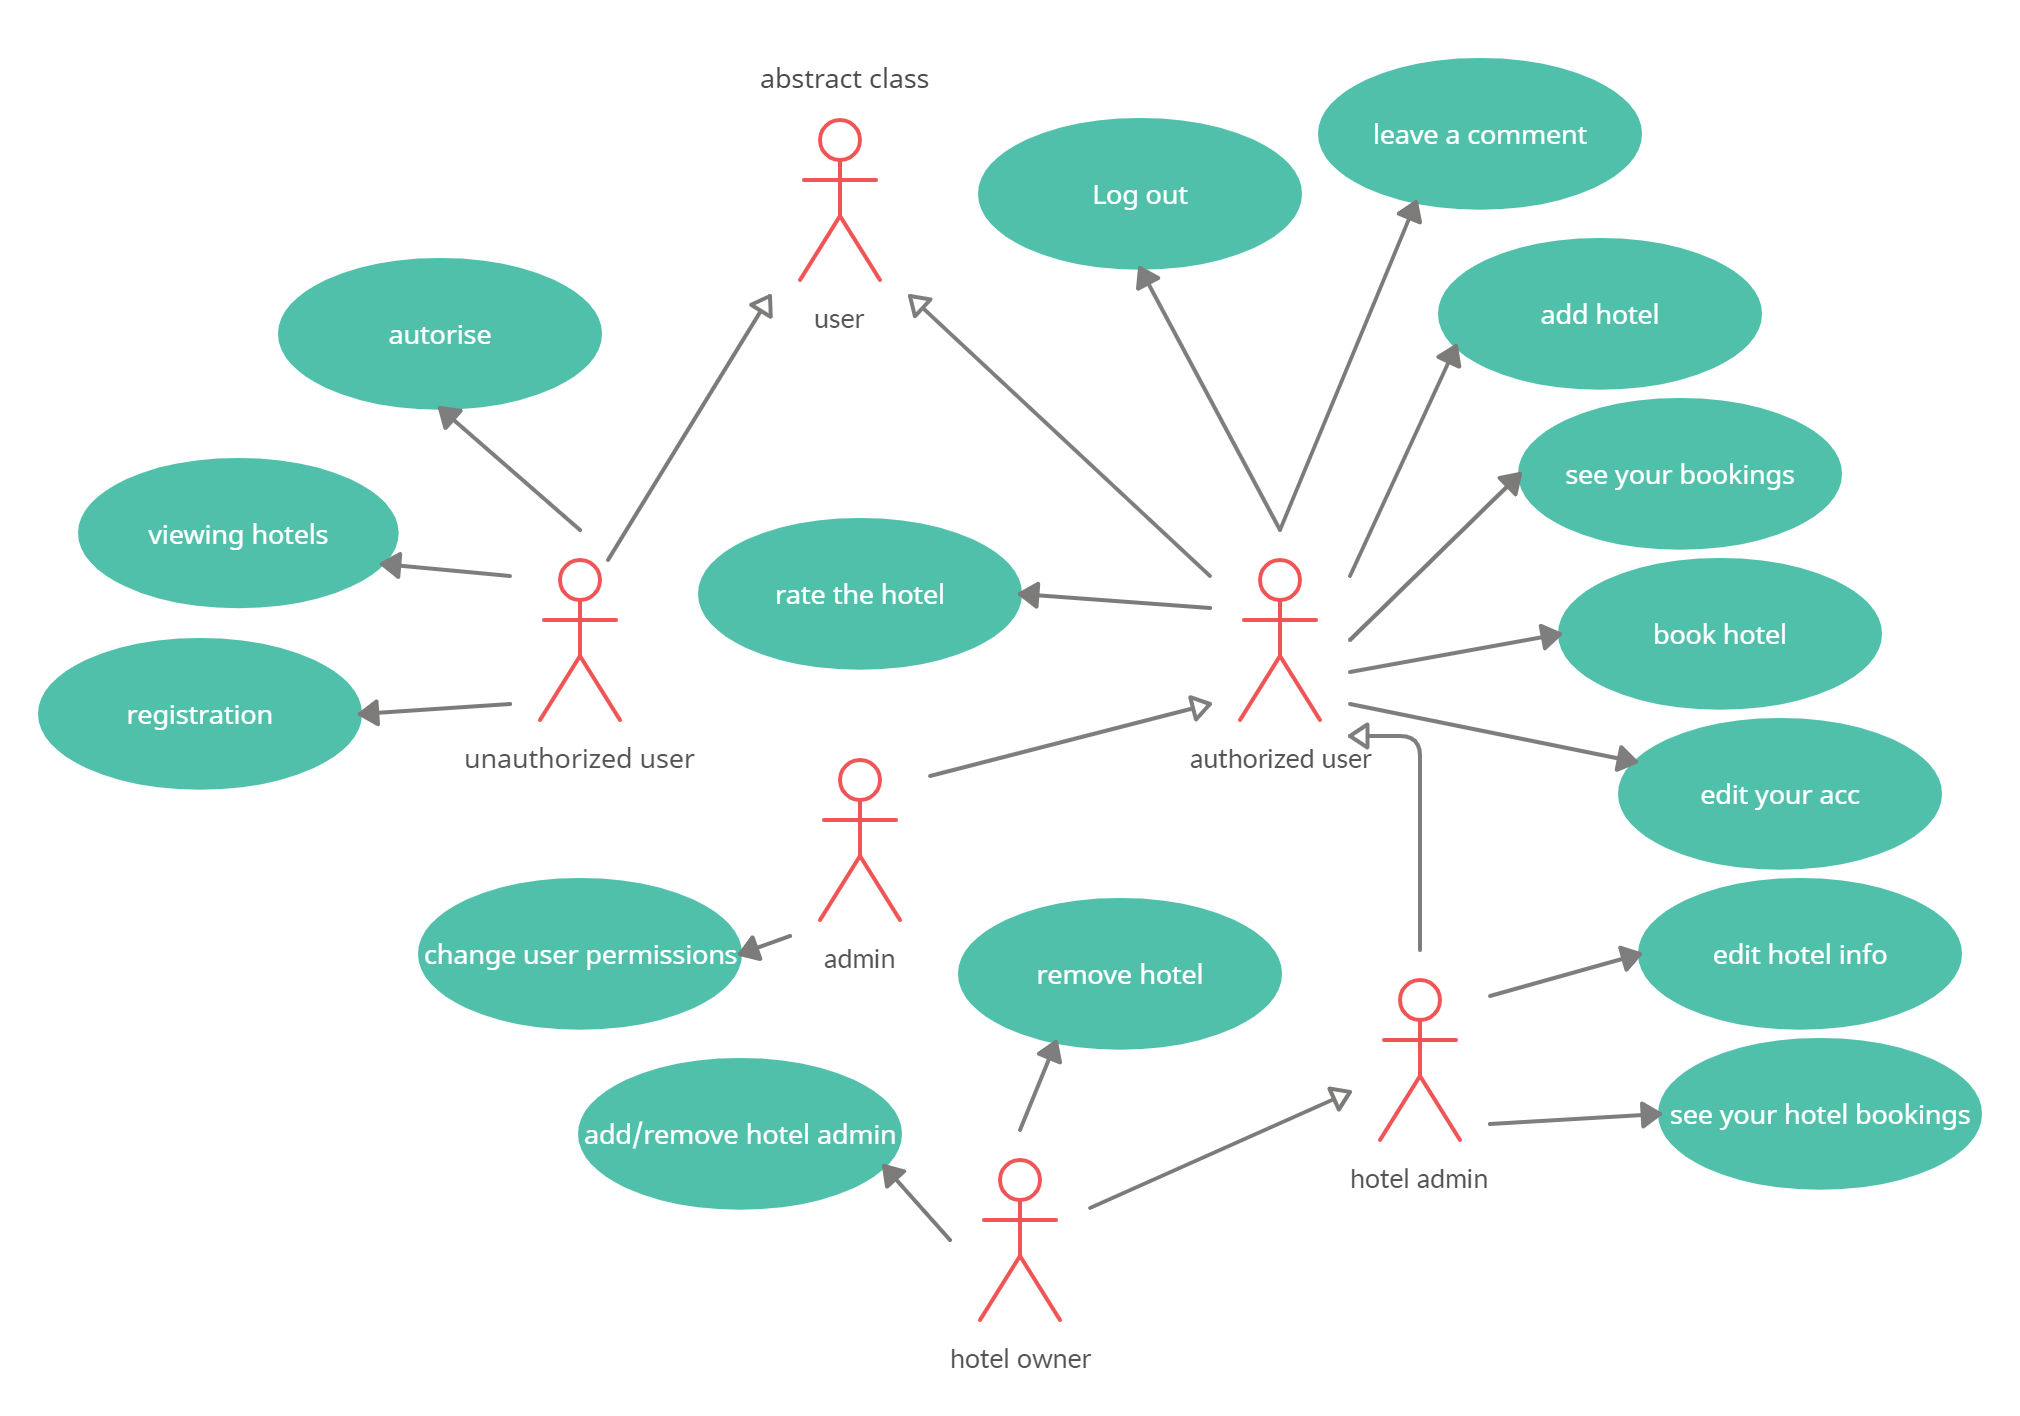 abstract class
leave a comment
Log out
user
add hotel
autorise
see your bookings
viewing hotels
rate the hotel
book hotel
registration
unauthorized user
authorized user
edit your acc
change user permissions
admin
remove hotel
edit hotel info
add/remove hotel admin
see your hotel bookings
hotel admin
hotel owner